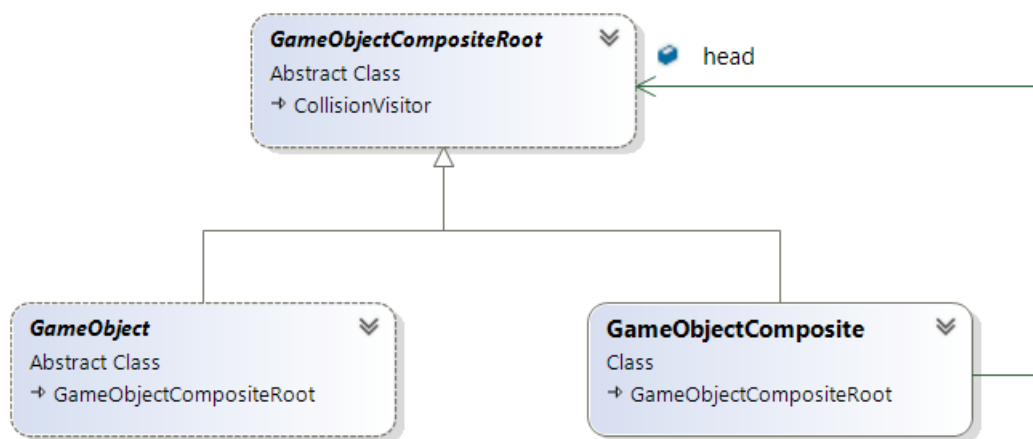 GameObjectCompositeRoot
Abstract Class
CollisionVisitor
head
GameObject
Abstract Class
GameObjectCompositeRoot
GameObjectComposite
Class
GameObjectCompositeRoot